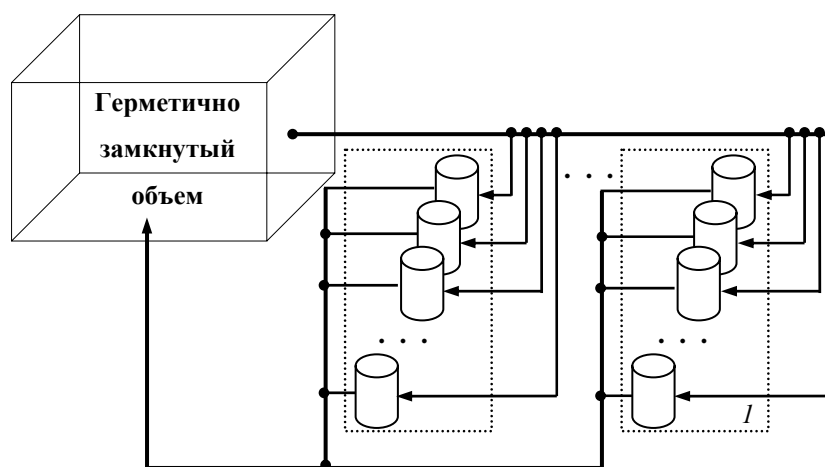 Герметично
замкнутый
объем
. . .
. . .
. . .
1